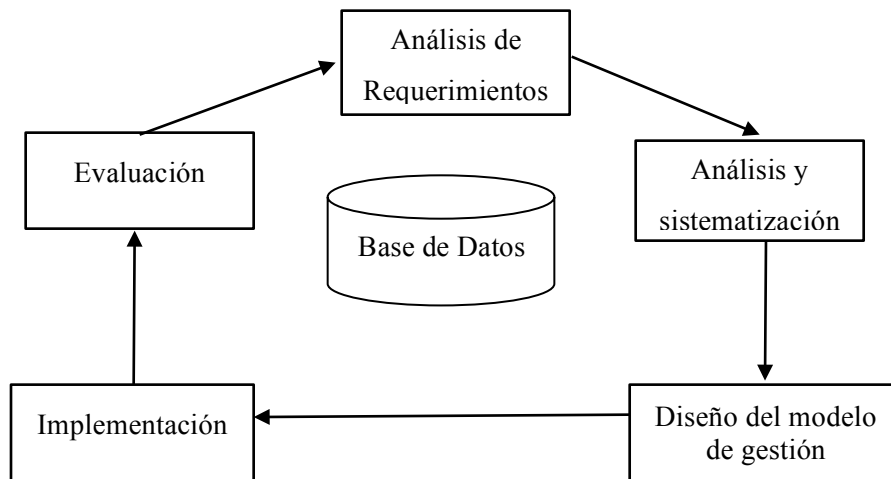 Análisis de
Requerimientos
Evaluación
Análisis y
sistematización
Base de Datos
Implementación
Diseño del modelo
de gestión